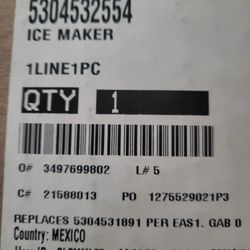 5304532554
ICE MAKER
1LINE1PC
QTY 1
O# 3497699802 L# 5
C# 21588013 PO 1275529021P3
REPLACES 5304531891 PER EAS1. GAB 0
Country: MEXICO